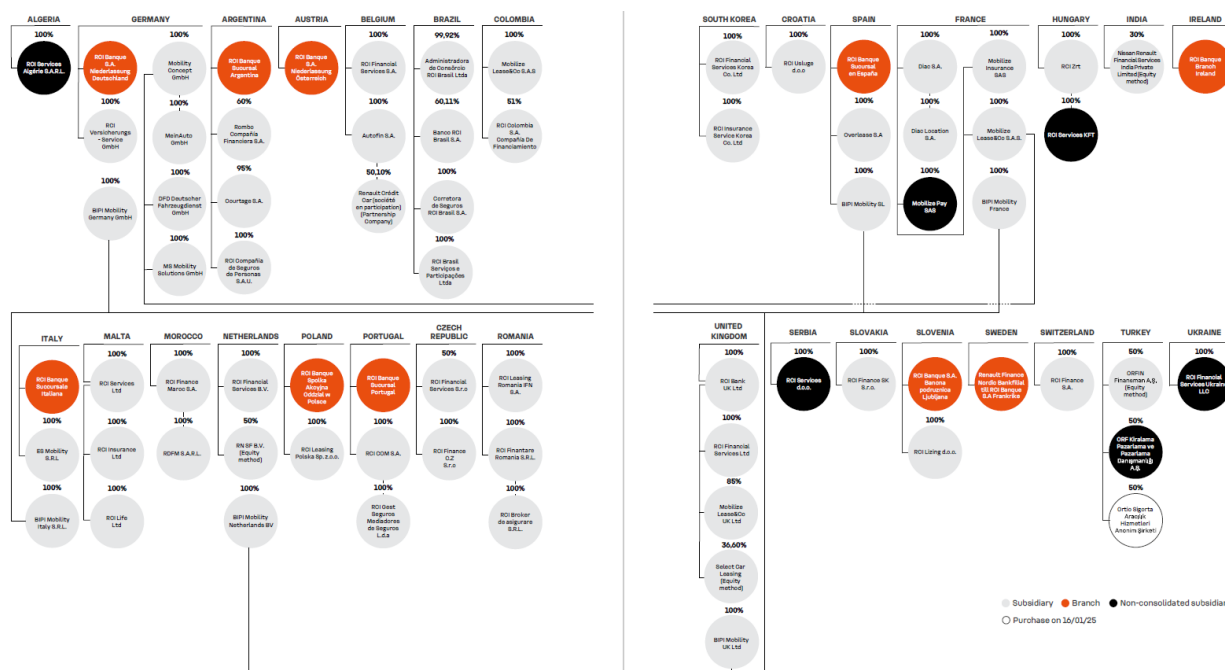 ALGERIA
100%
RCI Services
Algérie S.A.R.L.
GERMANY
RCI Banque
S.A.
Niederlassung
Deutschland
100%
RCI
Versicherungs
- Service
GmbH
100%
BIPI Mobility
Germany GmbH
100%
Mobility
Concept
GmbH
100%
MeinAuto
GmbH
100%
DFD Deutscher
Fahrzeugdienst
GmbH
100%
MS Mobility
Solutions GmbH
ARGENTINA
RCI Banque
Sucursal
Argentina
60%
Rombo
Compañia
Financiera S.A.
95%
Courtage S.A.
100%
RCI Compañía
de Seguros
de Personas
S.A.U.
AUSTRIA
RCI Banque
S.A.
Niederlassung
Österreich
BELGIUM
100%
RCI Financial
Services S.A.
100%
Autofin S.A.
50,10%
Renault Crédit
Car (société
en participation)
(Partnership
Company)
BRAZIL
99,92%
Administradora
de Consórcio
RCI Brasil Ltda
60,11%
Banco RCI
Brasil S.A.
100%
Corretora
de Seguros
RCI Brasil S.A.
100%
RCI Brasil
Serviços e
Participações
Ltda
COLOMBIA
100%
Mobilize
Lease&Co S.A.S
51%
RCI Colombia
S.A.
Compañia De
Financiamiento
SOUTH KOREA
100%
RCI Financial
Services Korea
Co. Ltd
100%
RCI Insurance
Service Korea
Co. Ltd
CROATIA
100%
RCI Usluge
d.o.o
SPAIN
RCI Banque
Sucursal
en España
100%
Overlease S.A
100%
BIPI Mobility SL
FRANCE
100%
Diac S.A.
100%
Diac Location
S.A.
100%
Mobilize Pay
SAS
100%
Mobilize
Insurance
SAS
100%
Mobilize
Lease&Co S.A.S.
100%
BIPI Mobility
France
HUNGARY
100%
RCI Zrt
100%
RCI Services KFT
INDIA
30%
Nissan Renault
Financial Services
India Private
Limited (Equity
method)
IRELAND
RCI Banque
Branch
Ireland
ITALY
RCI Banque
Succursale
Italiana
100%
ES Mobility
S.R.L
100%
BIPI Mobility
Italy S.R.L.
MALTA
100%
RCI Services
Ltd
100%
RCI Insurance
Ltd
100%
RCI Life
Ltd
MOROCCO
100%
RCI Finance
Maroc S.A.
100%
RDFM S.A.R.L.
NETHERLANDS
100%
RCI Financial
Services B.V.
50%
RN SF B.V.
(Equity
method)
100%
BIPI Mobility
Netherlands BV
POLAND
RCI Banque
Spolka
Akcyjna
Oddzial w
Polsce
100%
RCI Leasing
Polska Sp. z.o.o.
PORTUGAL
RCI Banque
Sucursal
Portugal
100%
RCI COM S.A.
100%
RCI Gest
Seguros
Mediadores
de Seguros
L.d.a
CZECH
REPUBLIC
50%
RCI Financial
Services S.r.o
100%
RCI Finance
C.Z
S.r.o
ROMANIA
100%
RCI Leasing
Romania IFN
S.A.
100%
RCI Finantare
Romania S.R.L.
100%
RCI Broker
de asigurare
S.R.L.
UNITED
KINGDOM
100%
RCI Bank
UK Ltd
100%
RCI Financial
Services Ltd
85%
Mobilize
Lease&Co
UK Ltd
36,60%
Select Car
Leasing
(Equity
method)
100%
BIPI Mobility
UK Ltd
SERBIA
100%
RCI Services
d.o.o.
SLOVAKIA
100%
RCI Finance SK
S.r.o.
SLOVENIA
RCI Banque S.A.
Bancna
podruznica
Ljubljana
100%
RCI Lizing d.o.o.
SWEDEN
Renault Finance
Nordic Bankfilial
till RCI Banque
S.A Frankrike
SWITZERLAND
100%
RCI Finance
S.A.
TURKEY
50%
ORFIN
Finansman A.Ş.
(Equity
method)
50%
ORF Kiralama
Pazarlama ve
Pazarlama
Danışmanlığı
A.Ş.
50%
Ortio Sigorta
Aracılık
Hizmetleri
Anonim Şirketi
UKRAINE
100%
RCI Financial
Services Ukraine
LLC
Subsidiary
Branch
Non-consolidated subsidiar
Purchase on 16/01/25